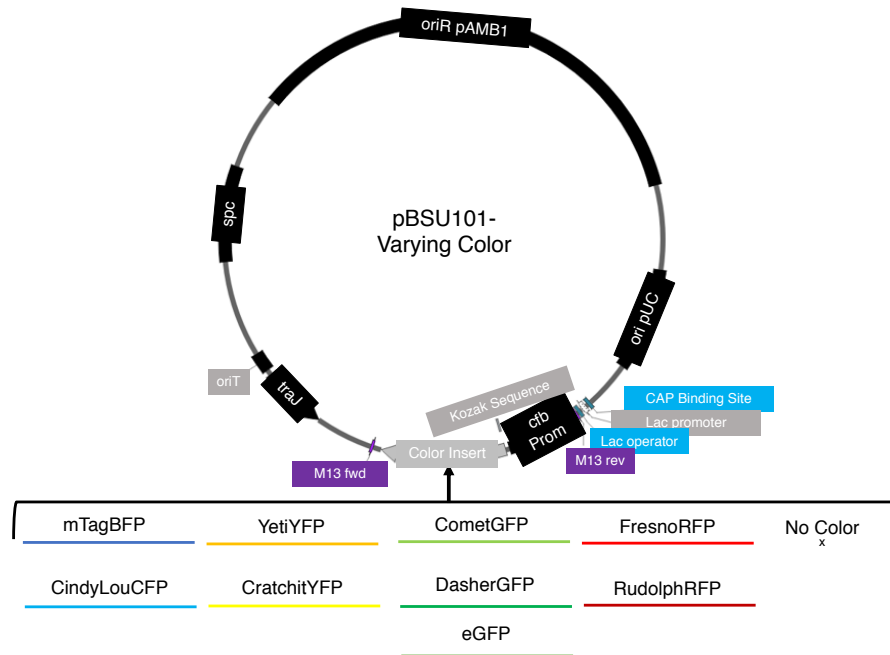 oriR pAMB1
spc
pBSU101-
Varying Color
ori pUC
oriT
traJ
Kozak Sequence
cfb
Prom
CAP Binding Site
Lac promoter
Lac operator
M13 rev
Color Insert
M13 fwd
mTagBFP
YetiYFP
CometGFP
FresnoRFP
No Color
x
CindyLouCFP
CratchitYFP
DasherGFP
RudolphRFP
eGFP